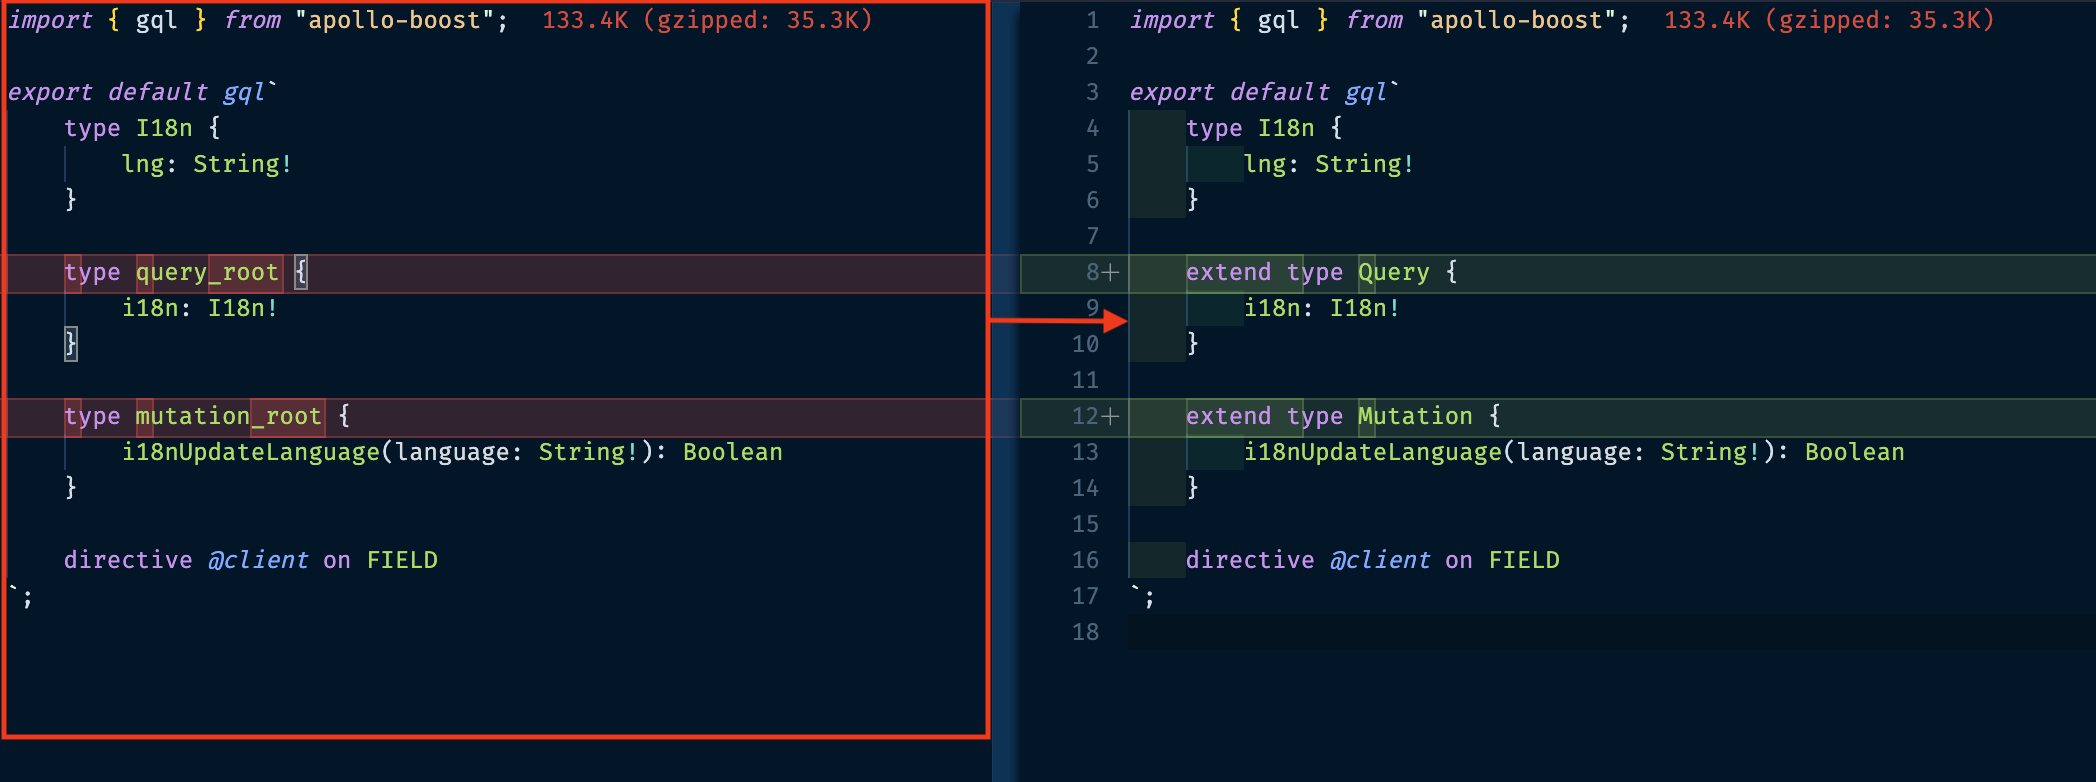 import { gql } from "apollo-boost";  133.4K (gzipped: 35.3K)

export default gql`
    type I18n {
        lng: String!
    }

    type query_root {
        i18n: I18n!
    }

    type mutation_root {
        i18nUpdateLanguage(language: String!): Boolean
    }

    directive @client on FIELD
`;

1 import { gql } from "apollo-boost";  133.4K (gzipped: 35.3K)
2
3 export default gql`
4     type I18n {
5         lng: String!
6     }
7
8+     extend type Query {
9         i18n: I18n!
10     }
11
12+     extend type Mutation {
13         i18nUpdateLanguage(language: String!): Boolean
14     }
15
16     directive @client on FIELD
17 `;
18